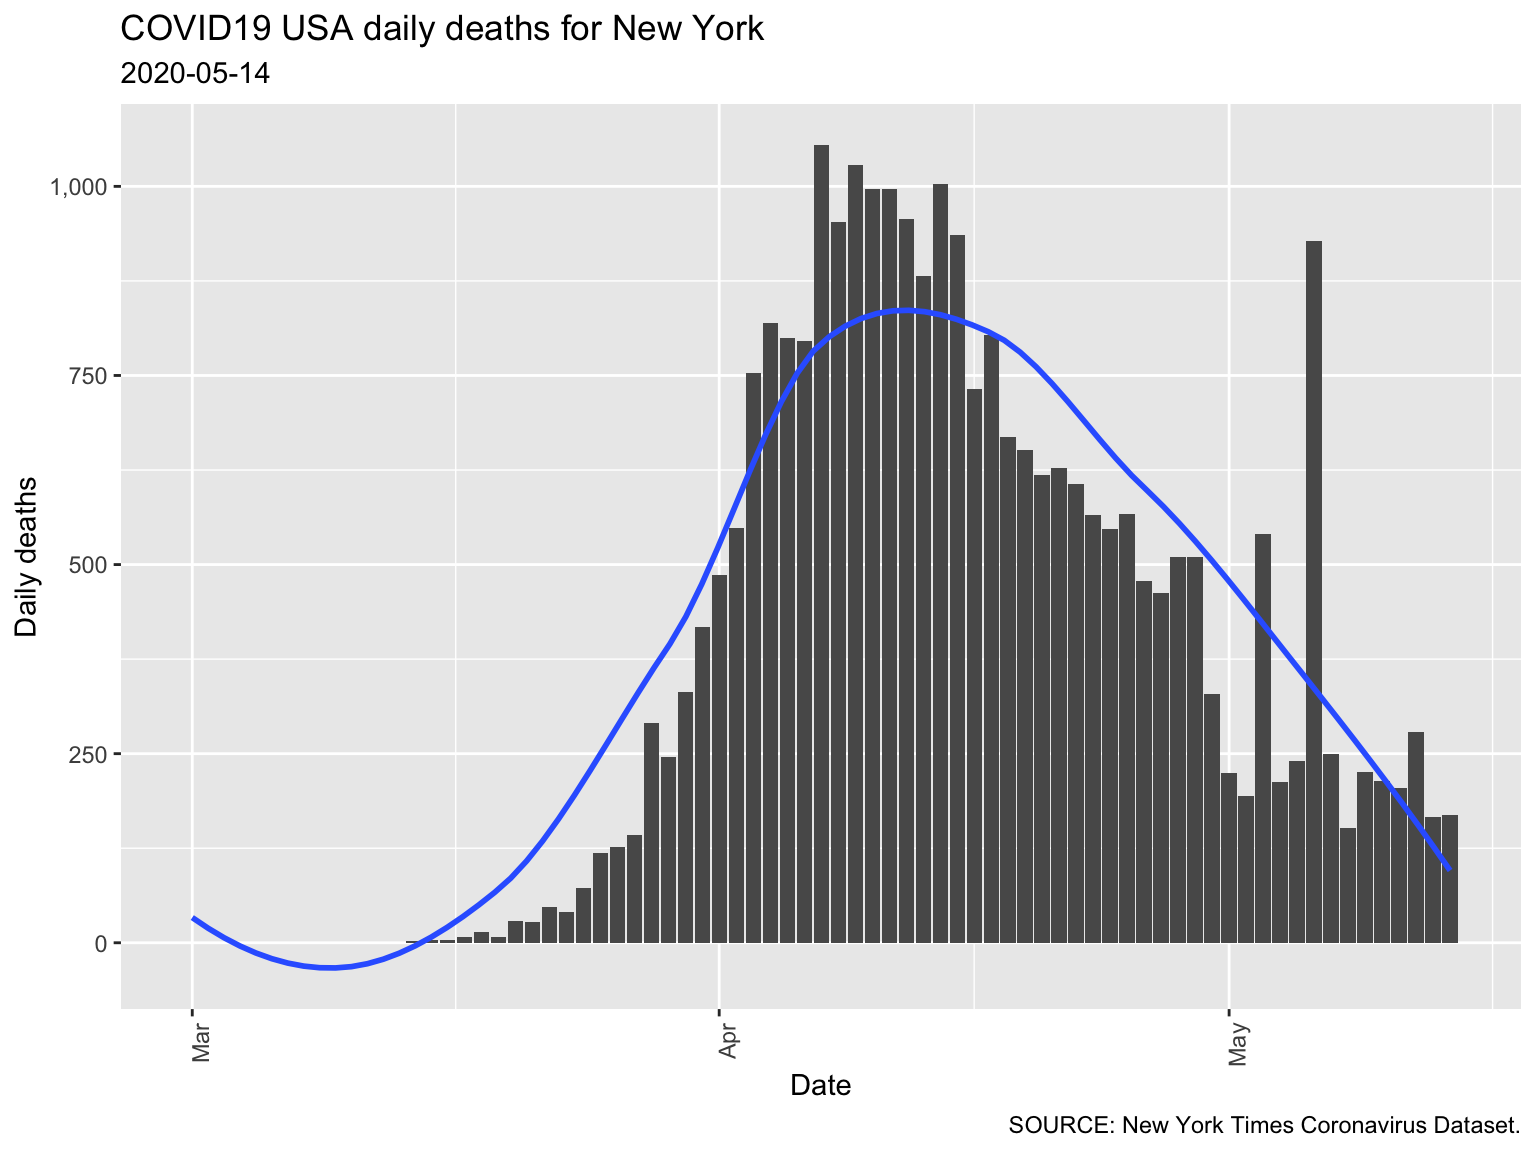 COVID19 USA daily deaths for New York
2020-05-14
Daily deaths
1,000
750
500
250
0
Mar
Apr
May
Date
SOURCE: New York Times Coronavirus Dataset.